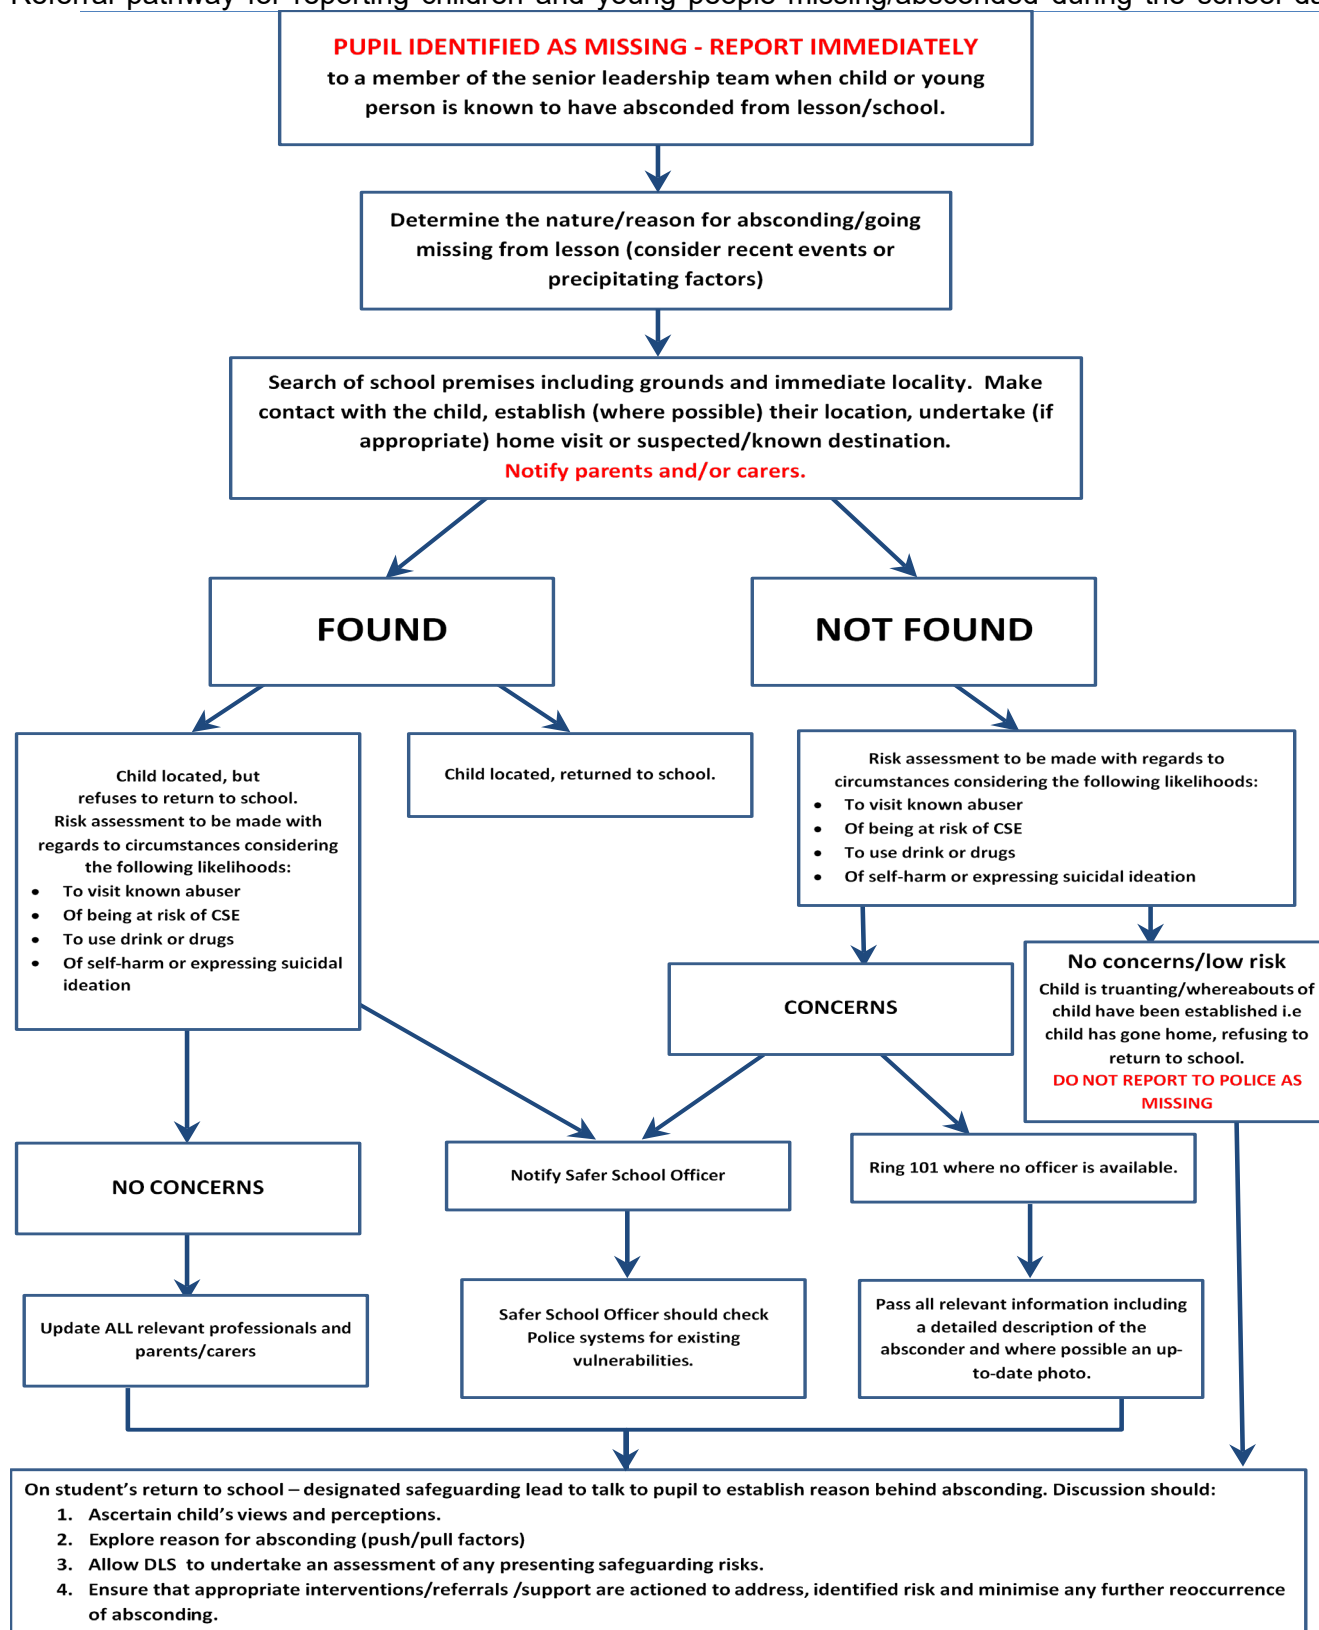 Referral pathway for reporting children and young people missing/absconded during the school
PUPIL IDENTIFIED AS MISSING - REPORT IMMEDIATELY
to a member of the senior leadership team when child or young
person is known to have absconded from lesson/school.
Determine the nature/reason for absconding/going
missing from lesson (consider recent events or
precipitating factors)
Search of school premises including grounds and immediate locality. Make
contact with the child, establish (where possible) their location, undertake (if
appropriate) home visit or suspected/known destination.
Notify parents and/or carers.
FOUND
NOT FOUND
Child located, but
refuses to return to school.
Risk assessment to be made with
regards to circumstances considering
the following likelihoods:
• To visit known abuser
• Of being at risk of CSE
• To use drink or drugs
• Of self-harm or expressing suicidal
ideation
Child located, returned to school.
Risk assessment to be made with regards to
circumstances considering the following likelihoods:
• To visit known abuser
• Of being at risk of CSE
• To use drink or drugs
• Of self-harm or expressing suicidal ideation
CONCERNS
No concerns/low risk
Child is truanting/whereabouts of
child have been established i.e
child has gone home, refusing to
return to school.
DO NOT REPORT TO POLICE AS
MISSING
NO CONCERNS
Notify Safer School Officer
Ring 101 where no officer is available.
Update ALL relevant professionals and
parents/carers
Safer School Officer should check
Police systems for existing
vulnerabilities.
Pass all relevant information including
a detailed description of the
absconder and where possible an up-
to-date photo.
On student’s return to school – designated safeguarding lead to talk to pupil to establish reason behind absconding. Discussion should:
1. Ascertain child’s views and perceptions.
2. Explore reason for absconding (push/pull factors)
3. Allow DLS to undertake an assessment of any presenting safeguarding risks.
4. Ensure that appropriate interventions/referrals /support are actioned to address, identified risk and minimise any further reoccurrence
of absconding.